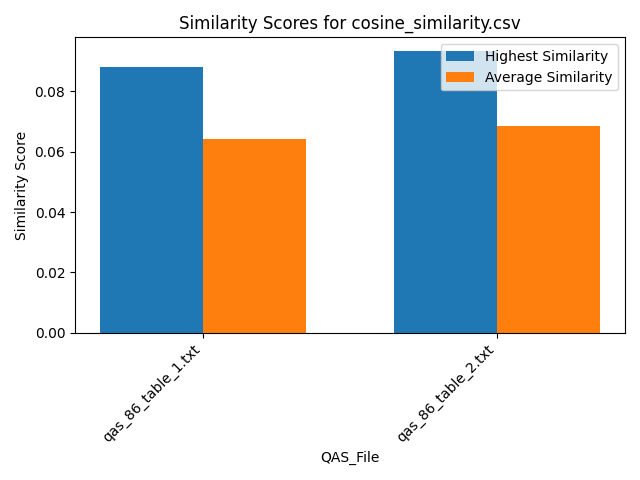 Similarity Scores for cosine_similarity.csv
Highest Similarity
Average Similarity
Similarity Score
0.08
0.06
0.04
0.02
0.00
qas_86_table_1.txt
qas_86_table_2.txt
QAS_File